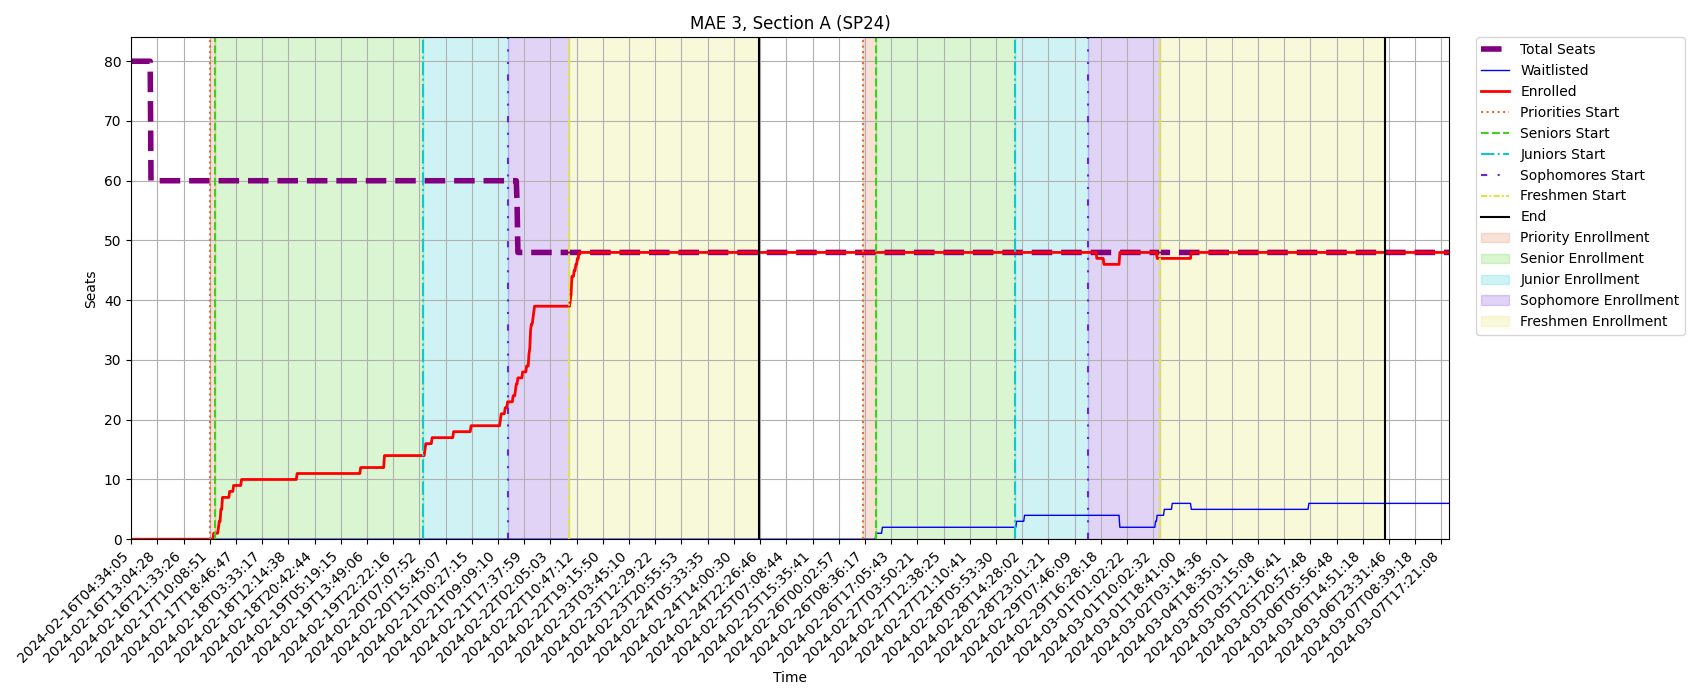 MAE 3, Section A (SP24)
Total Seats
Waitlisted
Enrolled
Priorities Start
Seniors Start
Juniors Start
Sophomores Start
Freshmen Start
End
Priority Enrollment
Senior Enrollment
Junior Enrollment
Sophomore Enrollment
Freshmen Enrollment
Seats
80
70
60
50
40
30
20
10
0
2024-02-16T04:34:05
2024-02-16T13:04:28
2024-02-16T21:33:26
2024-02-17T10:08:51
2024-02-17T18:46:47
2024-02-18T03:33:17
2024-02-18T12:14:38
2024-02-18T20:42:44
2024-02-19T05:19:15
2024-02-19T13:49:06
2024-02-19T22:22:16
2024-02-20T07:07:52
2024-02-20T15:45:07
2024-02-21T00:27:15
2024-02-21T09:09:10
2024-02-21T17:37:59
2024-02-22T02:05:03
2024-02-22T10:47:12
2024-02-22T19:15:50
2024-02-23T03:45:10
2024-02-23T12:29:22
2024-02-23T20:55:53
2024-02-24T05:33:35
2024-02-24T14:00:30
2024-02-24T22:26:46
2024-02-25T07:08:44
2024-02-25T15:35:41
2024-02-26T00:02:57
2024-02-26T08:36:17
2024-02-26T17:05:43
2024-02-27T03:50:21
2024-02-27T12:38:25
2024-02-27T21:10:41
2024-02-28T05:53:30
2024-02-28T14:28:02
2024-02-28T23:01:21
2024-02-29T07:46:09
2024-02-29T16:28:18
2024-03-01T01:02:22
2024-03-01T10:02:32
2024-03-01T18:41:00
2024-03-02T03:14:36
2024-03-04T18:35:01
2024-03-05T03:15:08
2024-03-05T12:16:41
2024-03-05T20:57:48
2024-03-06T05:56:48
2024-03-06T14:51:18
2024-03-06T23:31:46
2024-03-07T08:39:18
2024-03-07T17:21:08
Time